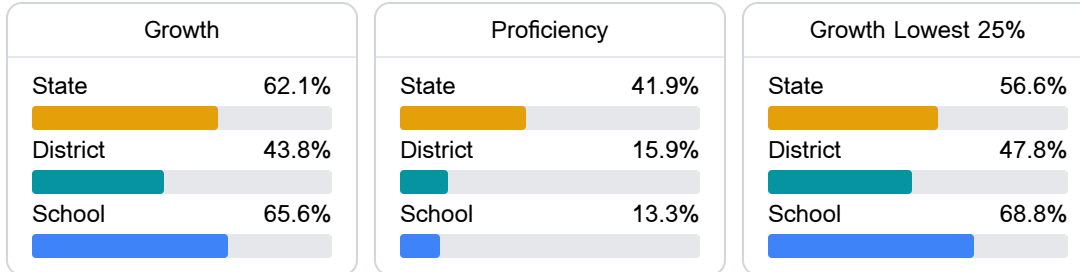 Growth
State 62.1%
District 43.8%
School 65.6%
Proficiency
State 41.9%
District 15.9%
School 13.3%
Growth Lowest 25%
State 56.6%
District 47.8%
School 68.8%